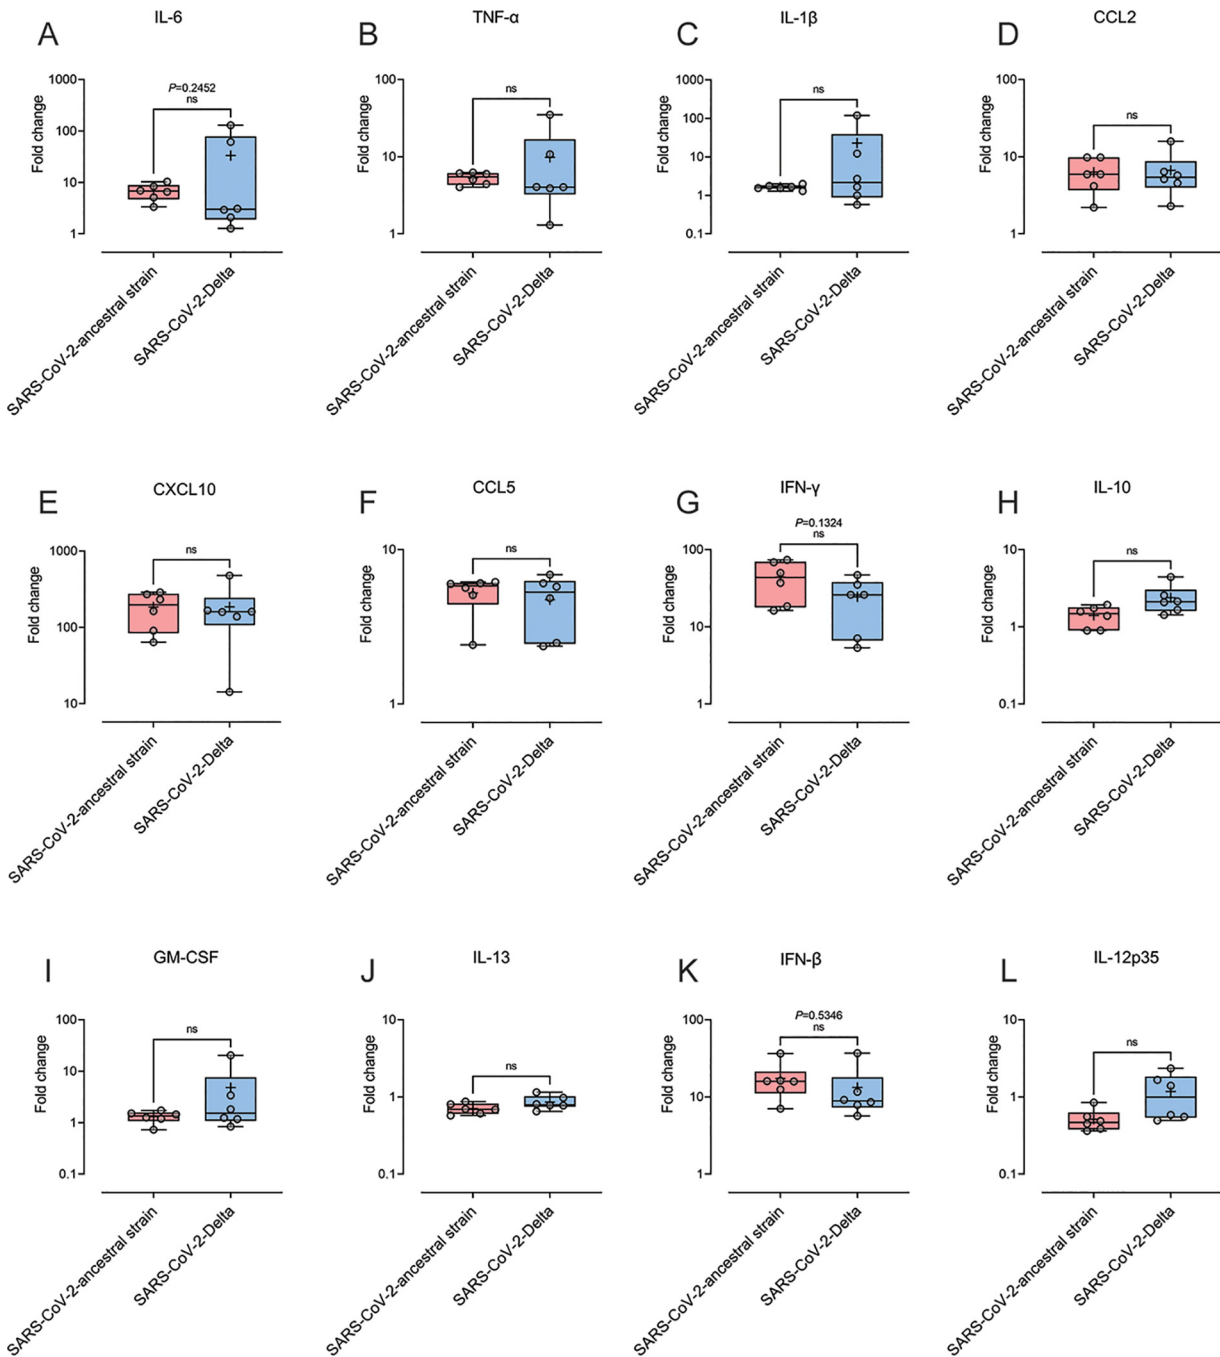 A
IL-6
Fold change
1000
100
10
1
P=0.2452
ns
SARS-CoV-2-ancestral strain
SARS-CoV-2-Delta
B
TNF-α
Fold change
100
10
1
ns
SARS-CoV-2-ancestral strain
SARS-CoV-2-Delta
C
IL-1β
Fold change
1000
100
10
1
0.1
ns
SARS-CoV-2-ancestral strain
SARS-CoV-2-Delta
D
CCL2
Fold change
100
10
1
ns
SARS-CoV-2-ancestral strain
SARS-CoV-2-Delta
E
CXCL10
Fold change
1000
100
10
ns
SARS-CoV-2-ancestral strain
SARS-CoV-2-Delta
F
CCL5
Fold change
10
1
ns
SARS-CoV-2-ancestral strain
SARS-CoV-2-Delta
G
IFN-γ
Fold change
100
10
1
P=0.1324
ns
SARS-CoV-2-ancestral strain
SARS-CoV-2-Delta
H
IL-10
Fold change
10
1
0.1
ns
SARS-CoV-2-ancestral strain
SARS-CoV-2-Delta
I
GM-CSF
Fold change
100
10
1
0.1
ns
SARS-CoV-2-ancestral strain
SARS-CoV-2-Delta
J
IL-13
Fold change
10
1
0.1
ns
SARS-CoV-2-ancestral strain
SARS-CoV-2-Delta
K
IFN-β
Fold change
100
10
1
P=0.5346
ns
SARS-CoV-2-ancestral strain
SARS-CoV-2-Delta
L
IL-12p35
Fold change
10
1
0.1
ns
SARS-CoV-2-ancestral strain
SARS-CoV-2-Delta